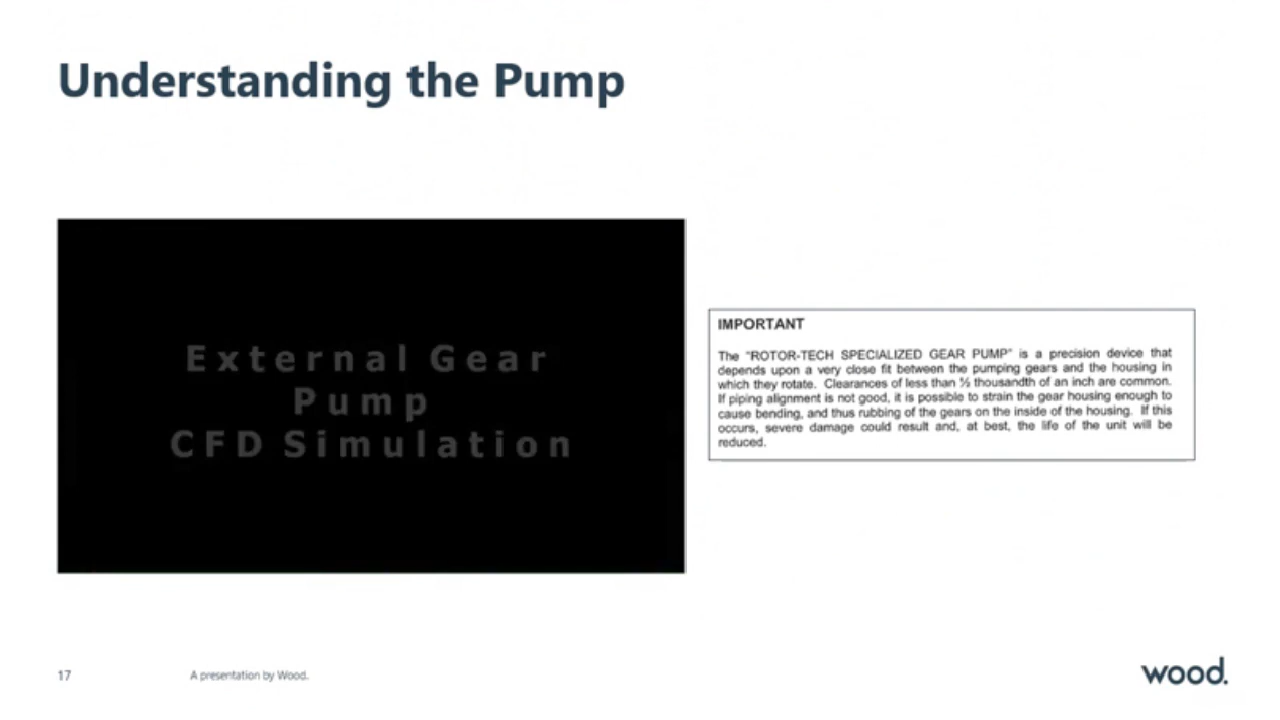 Understanding the Pump
External Gear
Pump
CFD Simulation
IMPORTANT
The "ROTOR-TECH SPECIALIZED GEAR PUMP" is a precision device that
depends upon a very close fit between the pumping gears and the housing in
which they rotate. Clearances of less than ½ thousandth of an inch are common.
If piping alignment is not good, it is possible to strain the gear housing enough to
cause bending, and thus rubbing of the gears on the inside of the housing. If this
occurs, severe damage could result and, at best, the life of the unit will be
reduced.
17
A presentation by Wood.
wood.